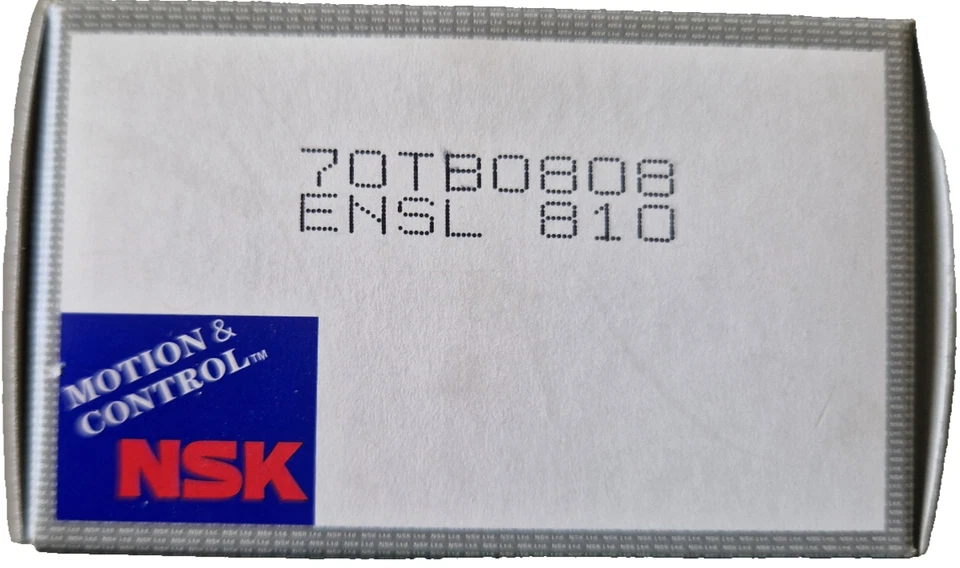 70TB0808
ENSL 810
MOTION &
CONTROL™
NSK